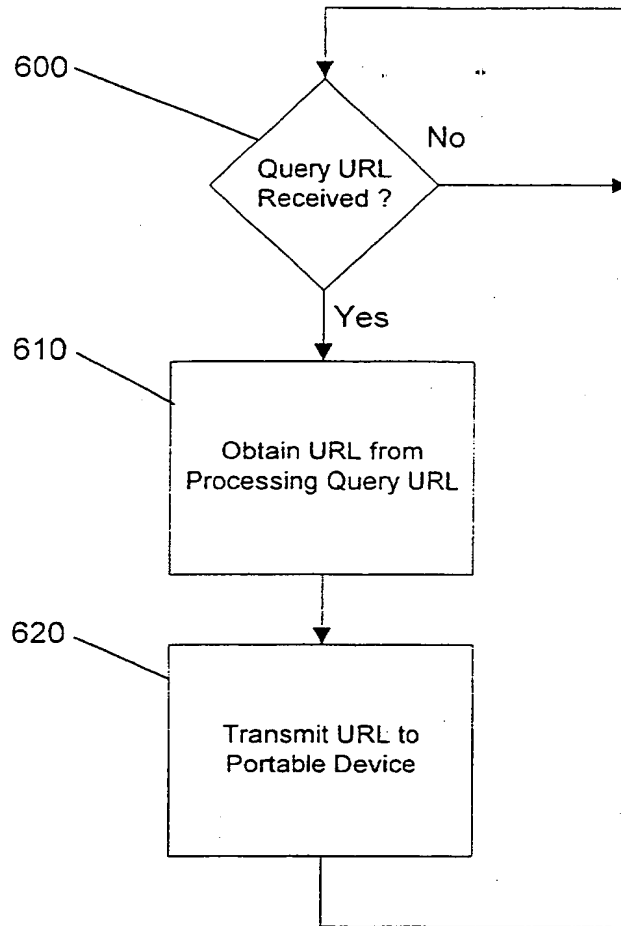 600
No
Query URL
Received ?
Yes
610
Obtain URL from
Processing Query URL
620
Transmit URL to
Portable Device